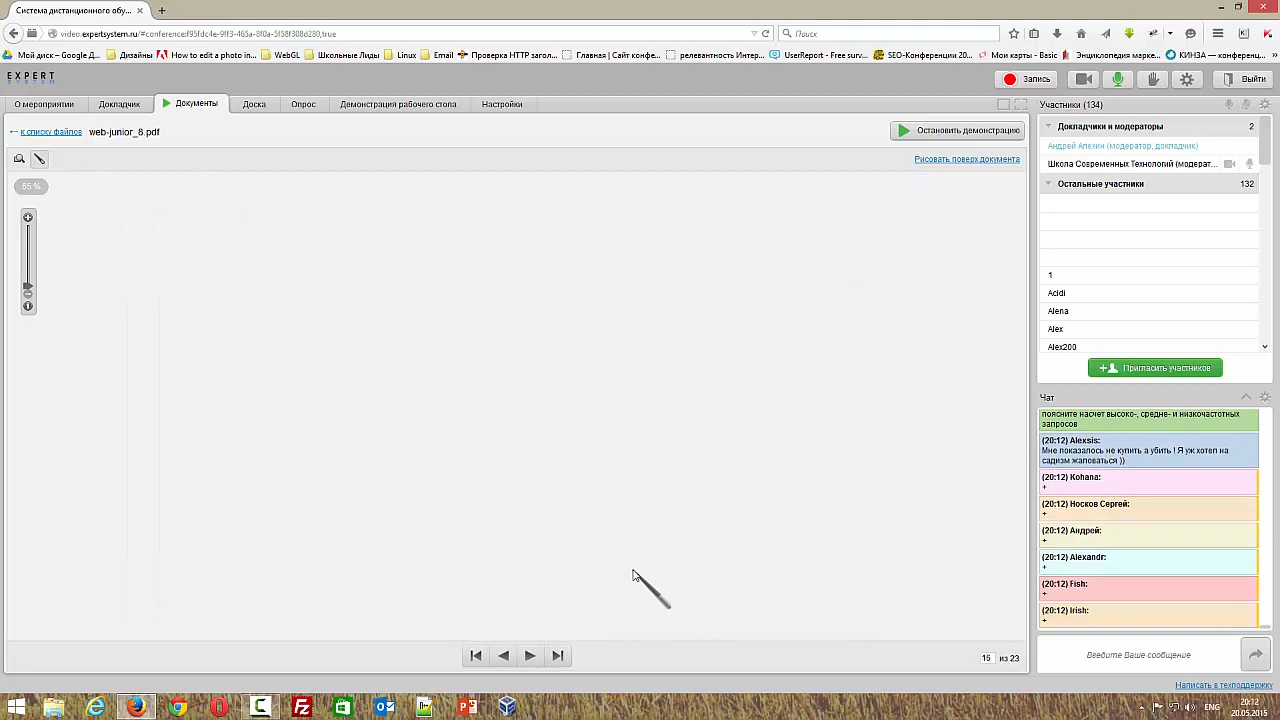 Система дистанционного обу...
video.expertsystem.ru/#conference:f95fdc4e-9ff3-465a-8f0a-5f58f308d280,true
Поиск
Мой диск – Google Д...
Дизайны
How to edit a photo in...
WebGL
Школьные Лиды
Linux
Email
Проверка HTTP загол...
Главная | Сайт конфе...
релевантность Интер...
UserReport - Free surv...
SEO-Конференции 20...
Мои карты - Basic
Энциклопедия марке...
КИНЗА — конференц...
EXPERT
SYSTEM
Запись
Выйти
О мероприятии
Докладчик
Документы
Доска
Опрос
Демонстрация рабочего стола
Настройки
Участники (134)
← к списку файлов
web-junior_8.pdf
Остановить демонстрацию
Рисовать поверх документа
65 %
Докладчики и модераторы 2
Андрей Алехин (модератор, докладчик)
Школа Современных Технологий (модерат...
Остальные участники 132
1
Acidi
Alena
Alex
Alex200
Пригласить участников
Чат
поясните насчет высоко-, средне- и низкочастотных
запросов
(20:12) Alexsis:
Мне показалось не купить а убить ! Я уж хотел на
садизм жаловаться ))
(20:12) Kohana:
+
(20:12) Носков Сергей:
+
(20:12) Андрей:
+
(20:12) Alexandr:
+
(20:12) Fish:
+
(20:12) Irish:
+
16 из 23
Введите Ваше сообщение
Написать в техподдержку
ENG
20:12
20.05.2015